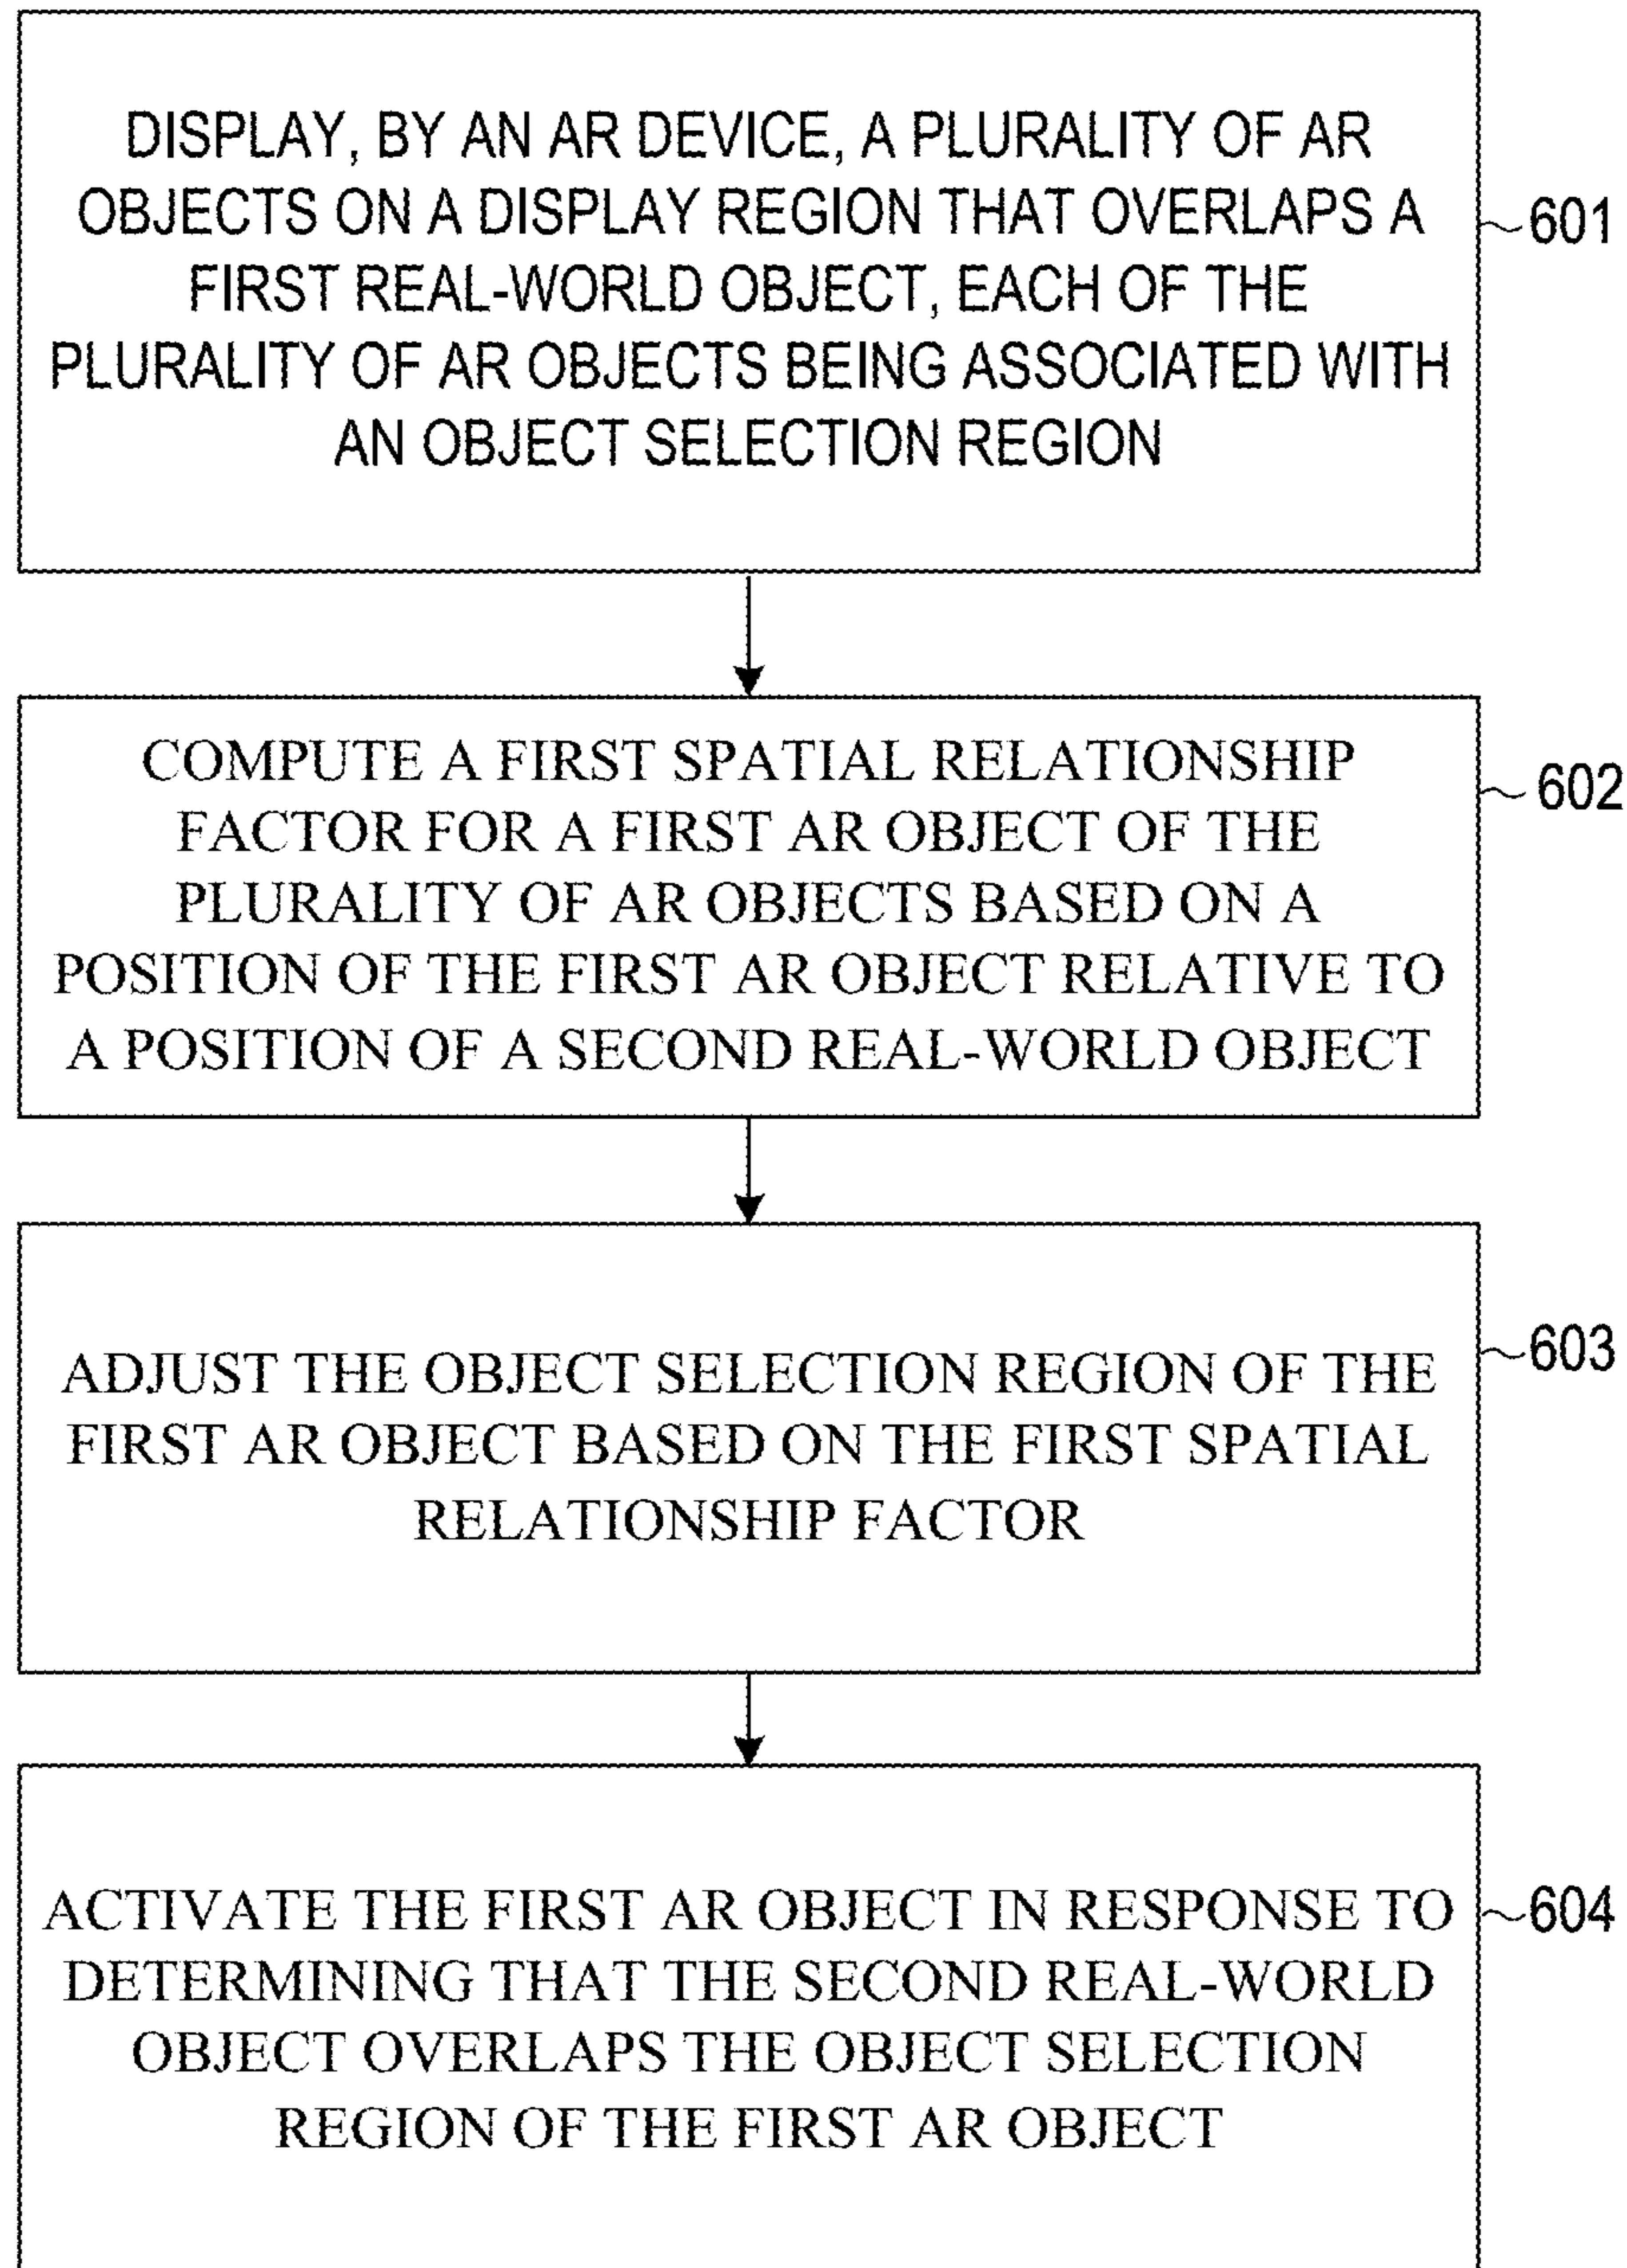 DISPLAY, BY AN AR DEVICE, A PLURALITY OF AR
OBJECTS ON A DISPLAY REGION THAT OVERLAPS A
FIRST REAL-WORLD OBJECT, EACH OF THE
PLURALITY OF AR OBJECTS BEING ASSOCIATED WITH
AN OBJECT SELECTION REGION
601
COMPUTE A FIRST SPATIAL RELATIONSHIP
FACTOR FOR A FIRST AR OBJECT OF THE
PLURALITY OF AR OBJECTS BASED ON A
POSITION OF THE FIRST AR OBJECT RELATIVE TO
A POSITION OF A SECOND REAL-WORLD OBJECT
602
ADJUST THE OBJECT SELECTION REGION OF THE
FIRST AR OBJECT BASED ON THE FIRST SPATIAL
RELATIONSHIP FACTOR
603
ACTIVATE THE FIRST AR OBJECT IN RESPONSE TO
DETERMINING THAT THE SECOND REAL-WORLD
OBJECT OVERLAPS THE OBJECT SELECTION
REGION OF THE FIRST AR OBJECT
604